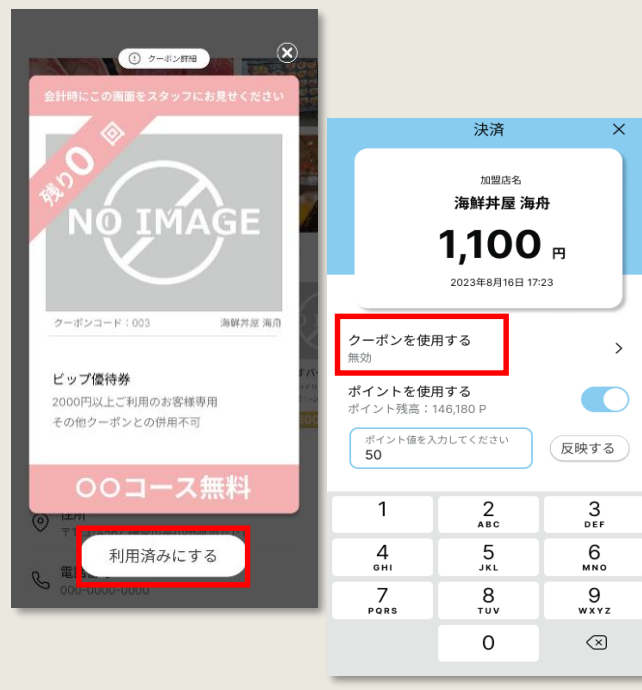 クーポン詳細
会計時にこの画面をスタッフにお見せください
残り0回
NO IMAGE
クーポンコード：003
海鮮丼屋 海舟
ビップ優待券
2000円以上ご利用のお客様専用
その他クーポンとの併用不可
〇〇コース無料
住所
利用済みにする
000-0000-0000
決済
加盟店名
海鮮丼屋 海舟
1,100 円
2023年8月16日 17:23
クーポンを使用する
無効
ポイントを使用する
ポイント残高：146,180 P
ポイント値を入力してください
50
反映する
1
2
ABC
3
DEF
4
GHI
5
JKL
6
MNO
7
PQRS
8
TUV
9
WXYZ
0